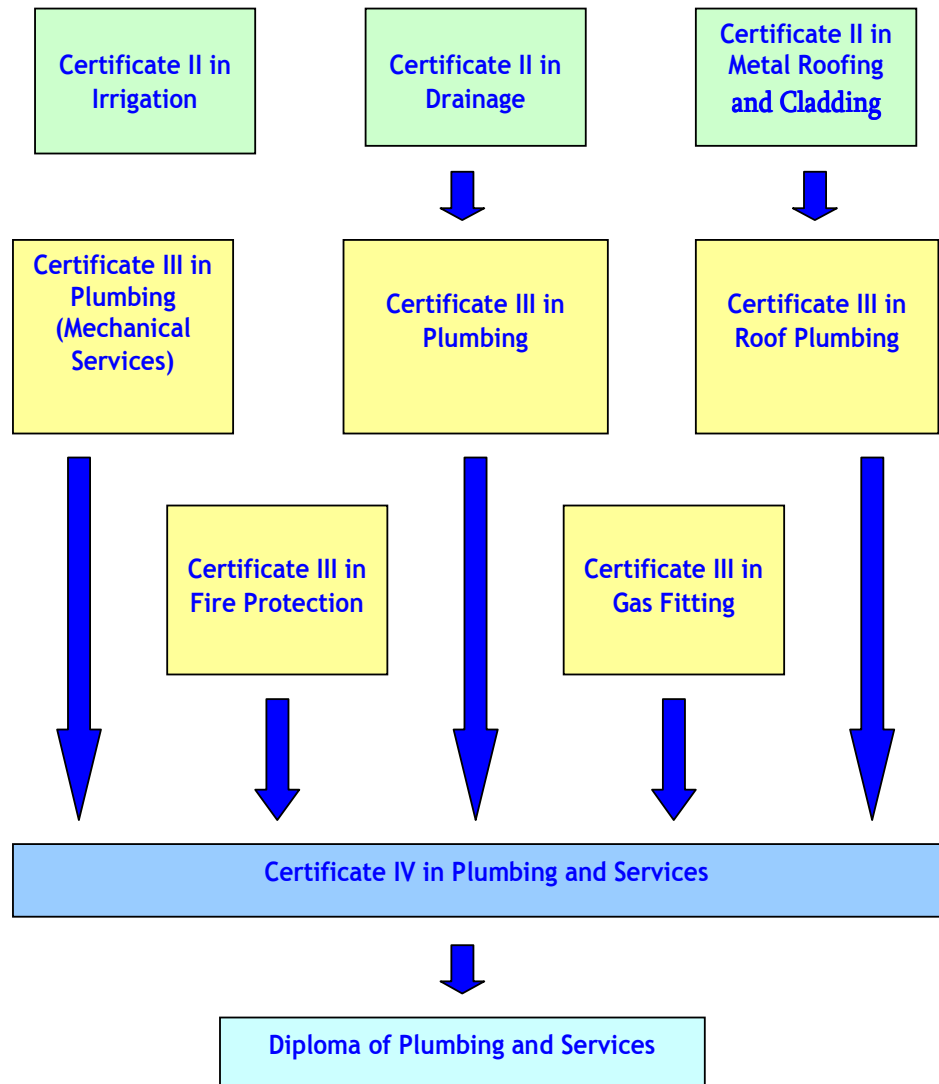 Certificate II in
Irrigation
Certificate II in
Drainage
Certificate II in
Metal Roofing
and Cladding
Certificate III in
Plumbing
(Mechanical
Services)
Certificate III in
Plumbing
Certificate III in
Roof Plumbing
Certificate III in
Fire Protection
Certificate III in
Gas Fitting
Certificate IV in Plumbing and Services
Diploma of Plumbing and Services